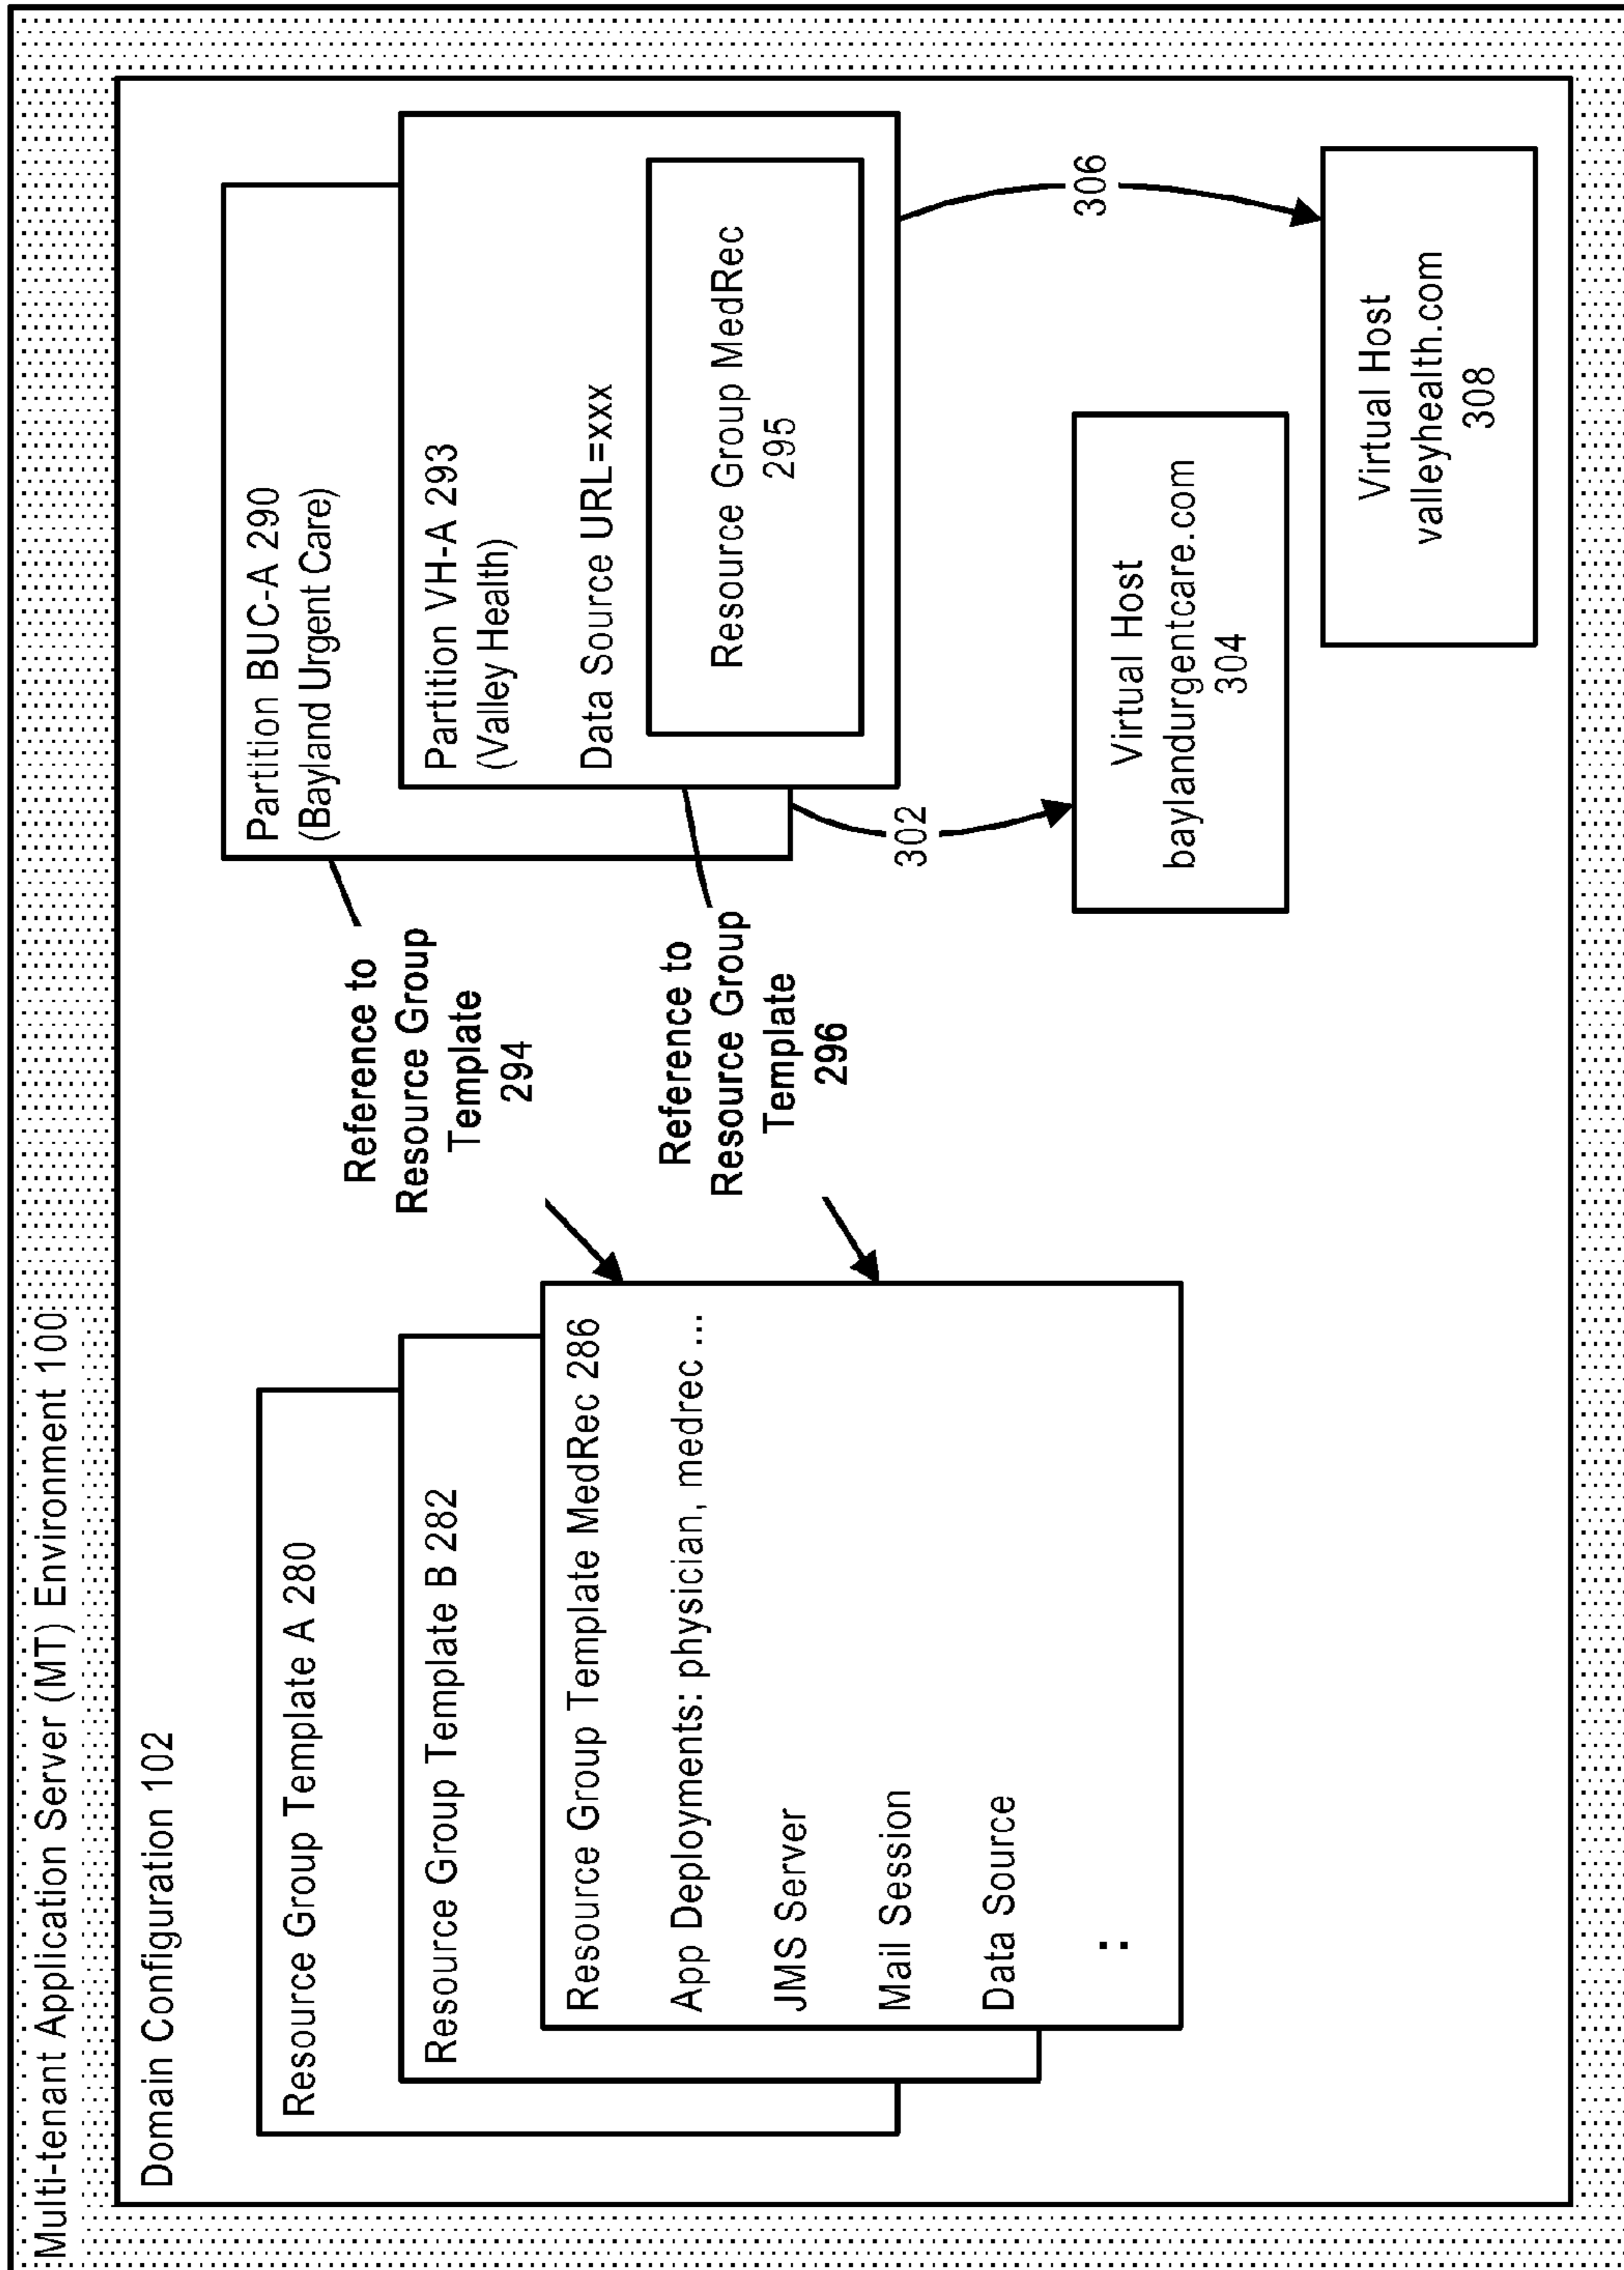 Multi-tenant Application Server (MT) Environment 100
Domain Configuration 102
Resource Group Template A 280
Resource Group Template B 282
Resource Group Template MedRec 286
App Deployments: physician, medrec ...
JMS Server
Mail Session
Data Source
:
Reference to
Resource Group
Template
294
Reference to
Resource Group
Template
296
Partition BUC-A 290
(Bayland Urgent Care)
Partition VH-A 293
(Valley Health)
Data Source URL=xxx
Resource Group MedRec
295
302
306
Virtual Host
baylandurgentcare.com
304
Virtual Host
valleyhealth.com
308